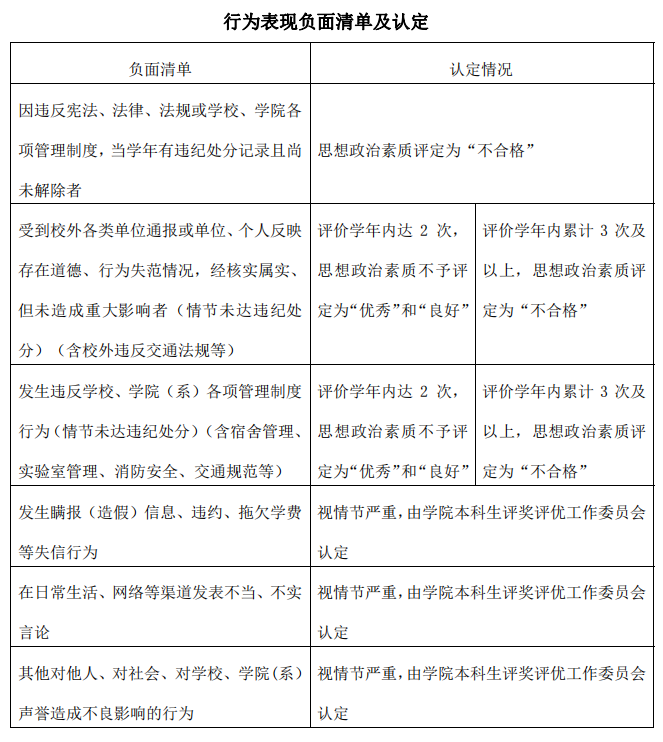 行为表现负面清单及认定
负面清单
认定情况
因违反宪法、法律、法规或学校、学院各
项管理制度，当学年有违纪处分记录且尚
未解除者
思想政治素质评定为“不合格”
受到校外各类单位通报或单位、个人反映
存在道德、行为失范情况，经核实属实、
但未造成重大影响者（情节未达违纪处
分）（含校外违反交通法规等）
评价学年内达 2 次，
思想政治素质不予评
定为“优秀”和“良好”
评价学年内累计 3 次及
以上，思想政治素质评
定为“不合格”
发生违反学校、学院（系）各项管理制度
行为（情节未达违纪处分）（含宿舍管理、
实验室管理、消防安全、交通规范等）
评价学年内达 2 次，
思想政治素质不予评
定为“优秀”和“良好”
评价学年内累计 3 次及
以上，思想政治素质评
定为“不合格”
发生瞒报（造假）信息、违约、拖欠学费
等失信行为
视情节严重，由学院本科生评奖评优工作委员会
认定
在日常生活、网络等渠道发表不当、不实
言论
视情节严重，由学院本科生评奖评优工作委员会
认定
其他对他人、对社会、对学校、学院(系)
声誉造成不良影响的行为
视情节严重，由学院本科生评奖评优工作委员会
认定